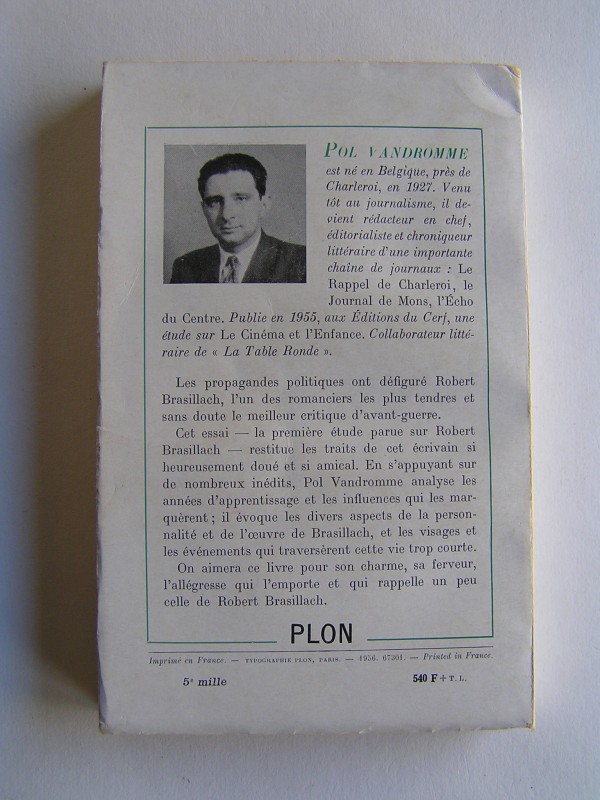 POL VANDROMME
est né en Belgique, près de
Charleroi, en 1927. Venu
tôt au journalisme, il de-
vient rédacteur en chef,
éditorialiste et chroniqueur
littéraire d'une importante
chaine de journaux : Le
Rappel de Charleroi, le
Journal de Mons, l'Écho
du Centre. Publie en 1955, aux Éditions du Cerf, une
étude sur Le Cinéma et l'Enfance. Collaborateur litté-
raire de « La Table Ronde ».
Les propagandes politiques ont défiguré Robert
Brasillach, l'un des romanciers les plus tendres et
sans doute le meilleur critique d'avant-guerre.
Cet essai — la première étude parue sur Robert
Brasillach — restitue les traits de cet écrivain si
heureusement doué et si amical. En s'appuyant sur
de nombreux inédits, Pol Vandromme analyse les
années d'apprentissage et les influences qui les mar-
quèrent ; il évoque les divers aspects de la person-
nalité et de l'œuvre de Brasillach, et les visages et
les événements qui traversèrent cette vie trop courte.
On aimera ce livre pour son charme, sa ferveur,
l'allégresse qui l'emporte et qui rappelle un peu
celle de Robert Brasillach.
PLON
Imprimé en France. — TYPOGRAPHIE PLON, PARIS. — 1956. 67301. — Printed in France.
5e mille 540 F + T. L.